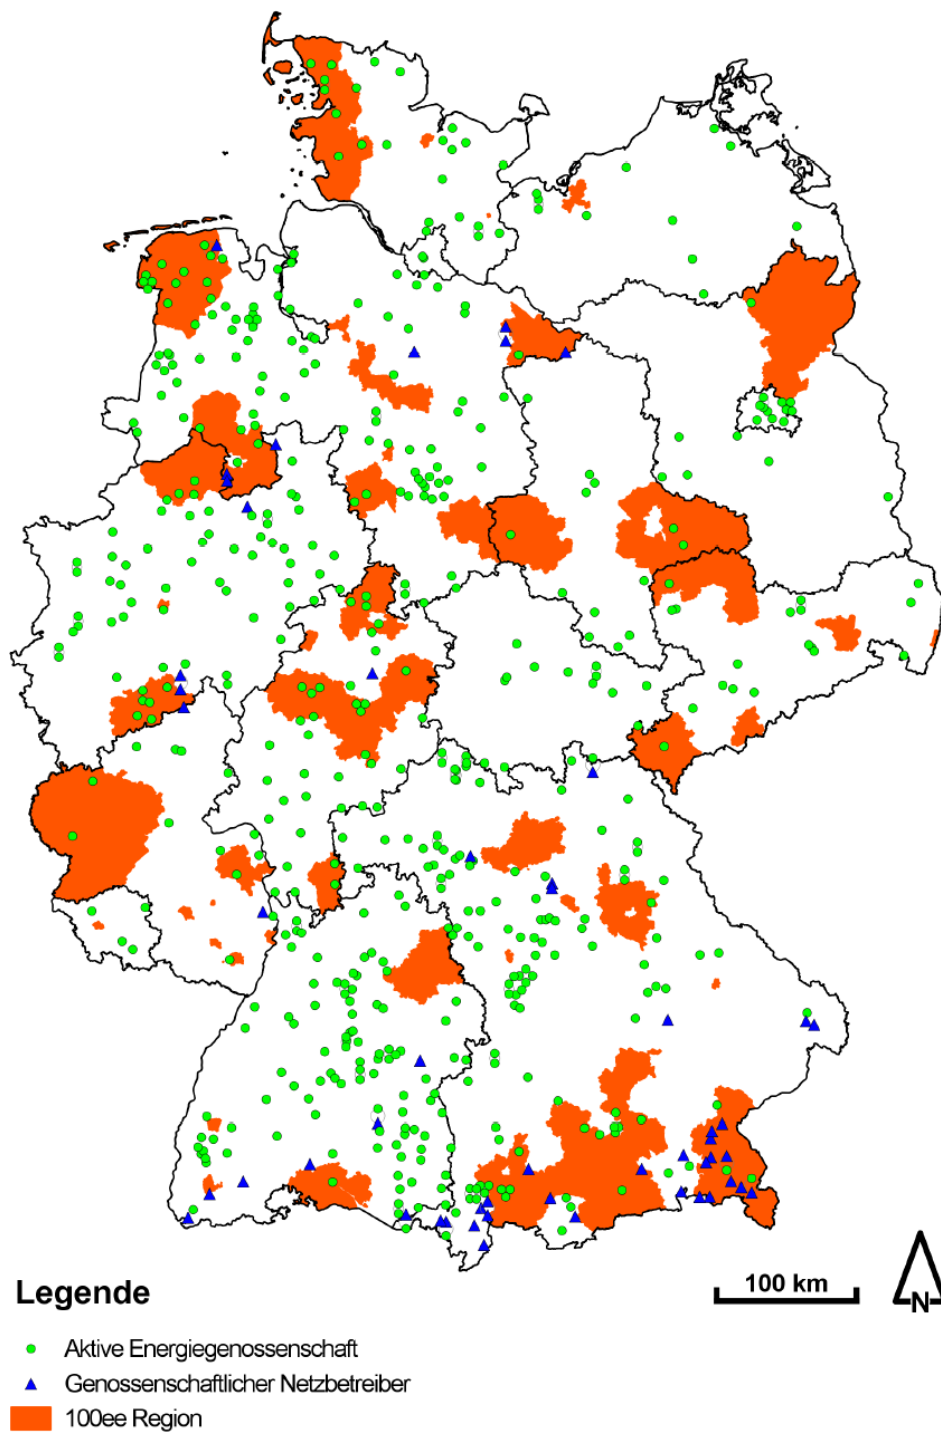 Legende
100 km
N
Aktive Energiegenossenschaft
Genossenschaftlicher Netzbetreiber
100ee Region